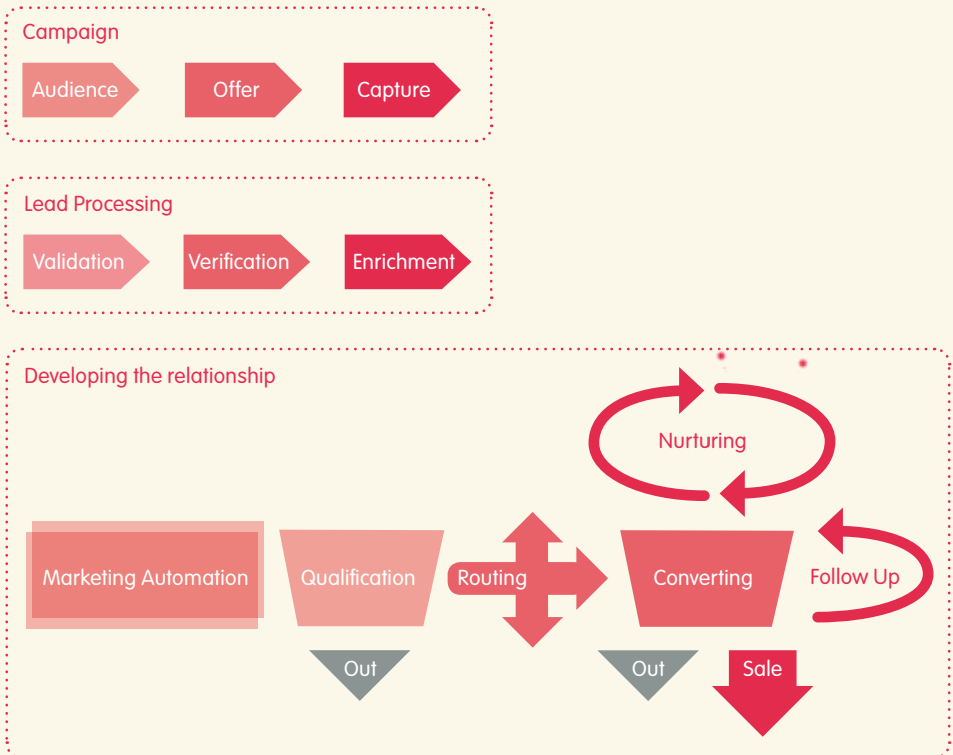 Campaign
Audience
Offer
Capture
Lead Processing
Validation
Verification
Enrichment
Developing the relationship
Nurturing
Marketing Automation
Qualification
Routing
Converting
Follow Up
Out
Out
Sale